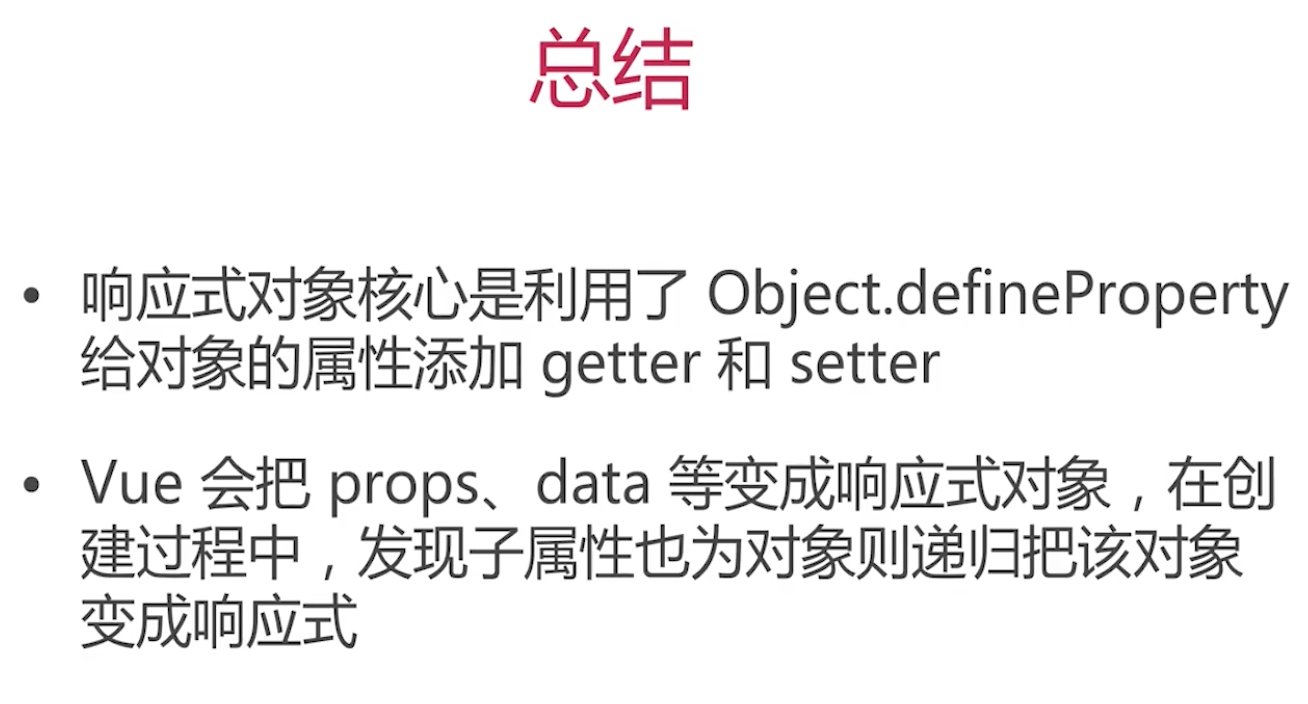 总结
• 响应式对象核心是利用了 Object.defineProperty
给对象的属性添加 getter 和 setter
• Vue 会把 props、data 等变成响应式对象，在创
建过程中，发现子属性也为对象则递归把该对象
变成响应式